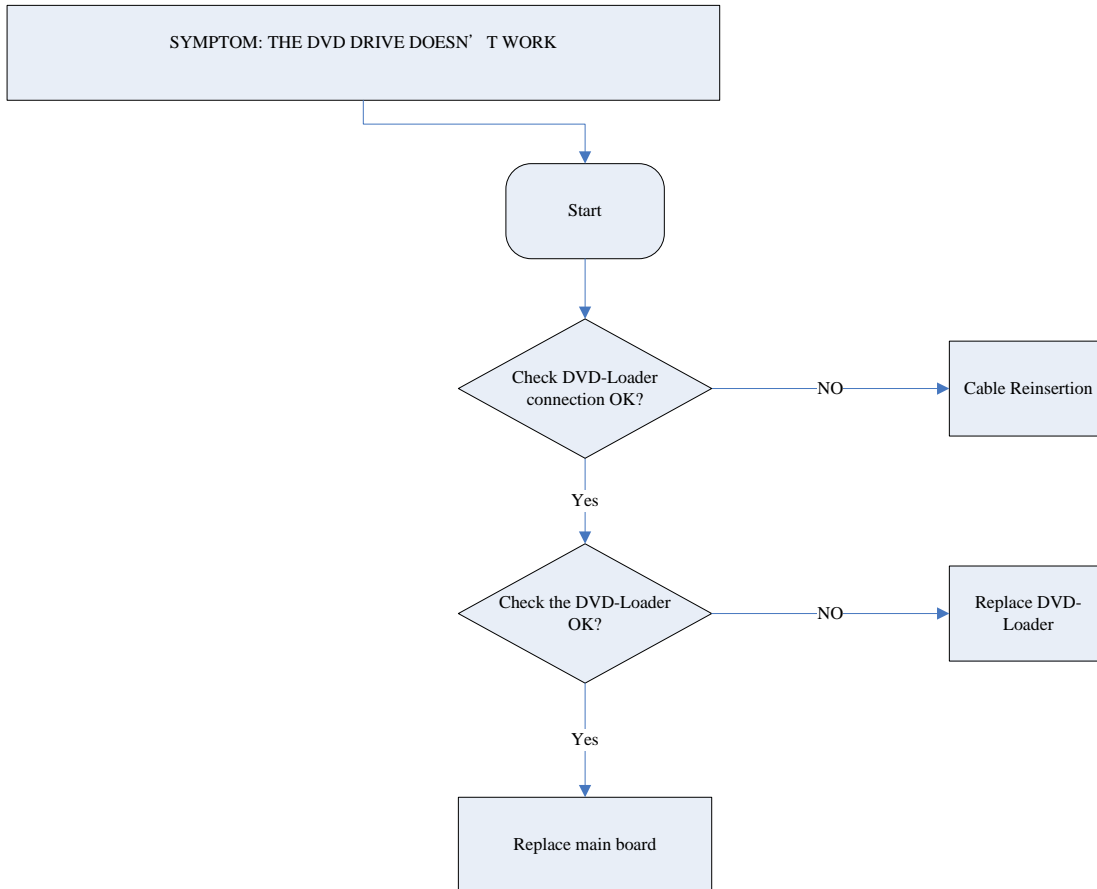 SYMPTOM: THE DVD DRIVE DOESN’ T WORK
Start
Check DVD-Loader
connection OK?
NO
Cable Reinsertion
Yes
Check the DVD-Loader
OK?
NO
Replace DVD-
Loader
Yes
Replace main board